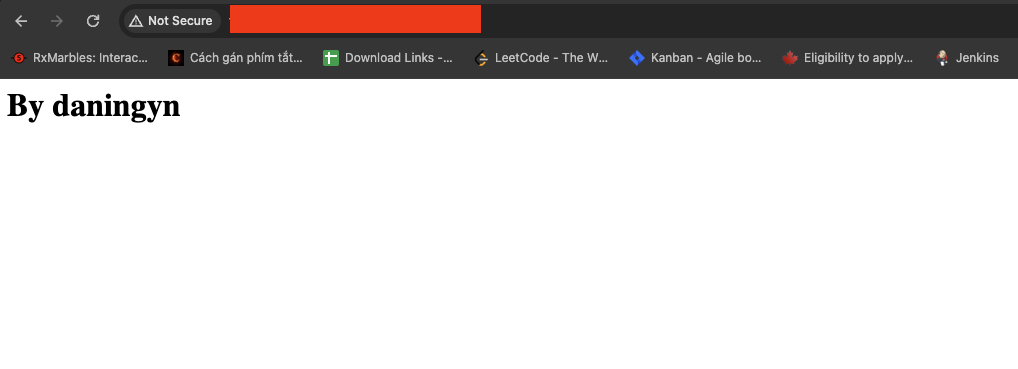 Not Secure
RxMarbles: Interac... Cách gán phím tắt... Download Links -... LeetCode - The W... Kanban - Agile bo... Eligibility to apply... Jenkins
By daningyn